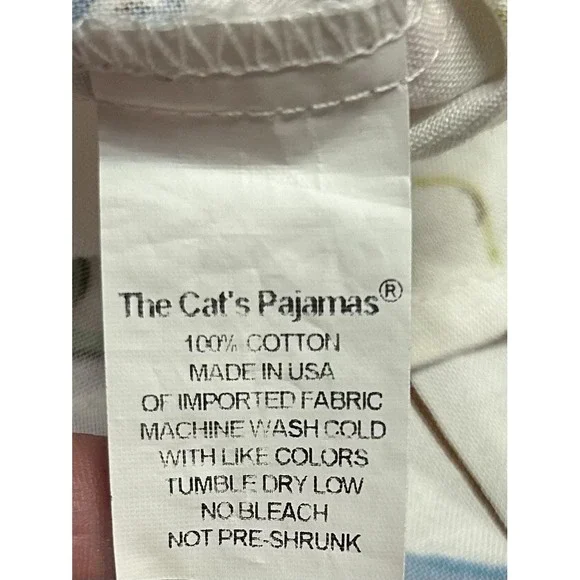 The Cat's Pajamas®
100% COTTON
MADE IN USA
OF IMPORTED FABRIC
MACHINE WASH COLD
WITH LIKE COLORS
TUMBLE DRY LOW
NO BLEACH
NOT PRE-SHRUNK